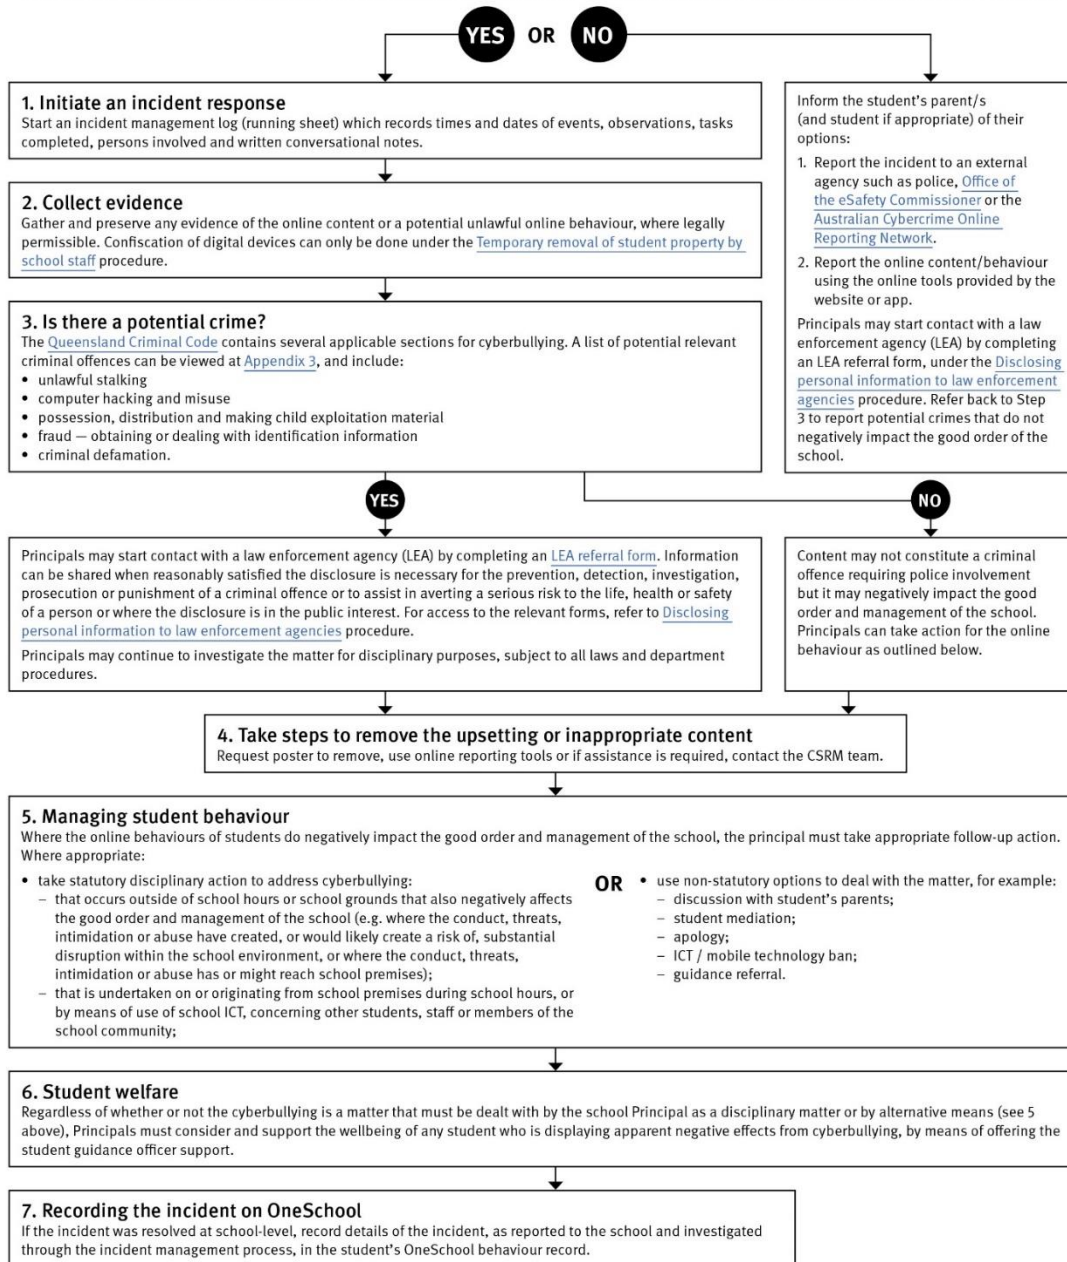 YES OR NO
1. Initiate an incident response
Start an incident management log (running sheet) which records times and dates of events, observations, tasks
completed, persons involved and written conversational notes.
2. Collect evidence
Gather and preserve any evidence of the online content or a potential unlawful online behaviour, where legally
permissible. Confiscation of digital devices can only be done under the Temporary removal of student property by
school staff procedure.
3. Is there a potential crime?
The Queensland Criminal Code contains several applicable sections for cyberbullying. A list of potential relevant
criminal offences can be viewed at Appendix 3, and include:
• unlawful stalking
• computer hacking and misuse
• possession, distribution and making child exploitation material
• fraud — obtaining or dealing with identification information
• criminal defamation.
Inform the student's parent/s
(and student if appropriate) of their
options:
1. Report the incident to an external
agency such as police, Office of
the eSafety Commissioner or the
Australian Cybercrime Online
Reporting Network.
2. Report the online content/behaviour
using the online tools provided by the
website or app.
Principals may start contact with a law
enforcement agency (LEA) by completing
an LEA referral form, under the Disclosing
personal information to law enforcement
agencies procedure. Refer back to Step
3 to report potential crimes that do not
negatively impact the good order of the
school.
YES
NO
Principals may start contact with a law enforcement agency (LEA) by completing an LEA referral form. Information
can be shared when reasonably satisfied the disclosure is necessary for the prevention, detection, investigation,
prosecution or punishment of a criminal offence or to assist in averting a serious risk to the life, health or safety
of a person or where the disclosure is in the public interest. For access to the relevant forms, refer to Disclosing
personal information to law enforcement agencies procedure.
Principals may continue to investigate the matter for disciplinary purposes, subject to all laws and department
procedures.
Content may not constitute a criminal
offence requiring police involvement
but it may negatively impact the good
order and management of the school.
Principals can take action for the online
behaviour as outlined below.
4. Take steps to remove the upsetting or inappropriate content
Request poster to remove, use online reporting tools or if assistance is required, contact the CSRM team.
5. Managing student behaviour
Where the online behaviours of students do negatively impact the good order and management of the school, the principal must take appropriate follow-up action.
Where appropriate:
• take statutory disciplinary action to address cyberbullying:
– that occurs outside of school hours or school grounds that also negatively affects
the good order and management of the school (e.g. where the conduct, threats,
intimidation or abuse have created, or would likely create a risk of, substantial
disruption within the school environment, or where the conduct, threats,
intimidation or abuse has or might reach school premises);
– that is undertaken on or originating from school premises during school hours, or
by means of use of school ICT, concerning other students, staff or members of the
school community;
OR
• use non-statutory options to deal with the matter, for example:
– discussion with student's parents;
– student mediation;
– apology;
– ICT / mobile technology ban;
– guidance referral.
6. Student welfare
Regardless of whether or not the cyberbullying is a matter that must be dealt with by the school Principal as a disciplinary matter or by alternative means (see 5
above), Principals must consider and support the wellbeing of any student who is displaying apparent negative effects from cyberbullying, by means of offering the
student guidance officer support.
7. Recording the incident on OneSchool
If the incident was resolved at school-level, record details of the incident, as reported to the school and investigated
through the incident management process, in the student's OneSchool behaviour record.